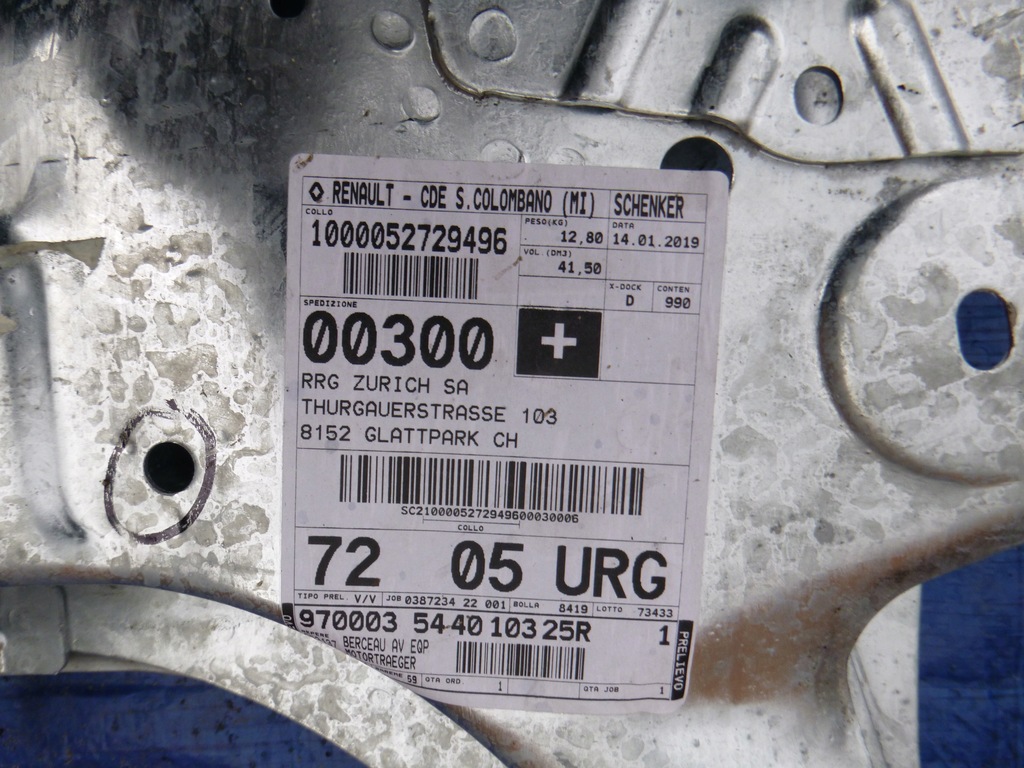 RENAULT - CDE S.COLOMBANO (MI) SCHENKER
COLLO PESO(KG) DATA
1000052729496 12,80 14.01.2019
VOL.(DM3)
41,50
X-DOCK CONTEN
D 990
SPEDIZIONE
00300
RRG ZURICH SA
THURGAUERSTRASSE 103
8152 GLATTPARK CH
SC2100005272949600030006
COLLO
72 05 URG
TIPO PREL. V/V JOB 0387234 22 001 BOLLA 8419 LOTTO 73433
970003 544010325R 1
BERCEAU AV EQP
MOTORTRAEGER
59 QTA ORD. 1 QTA JOB 1
PRELIEVO